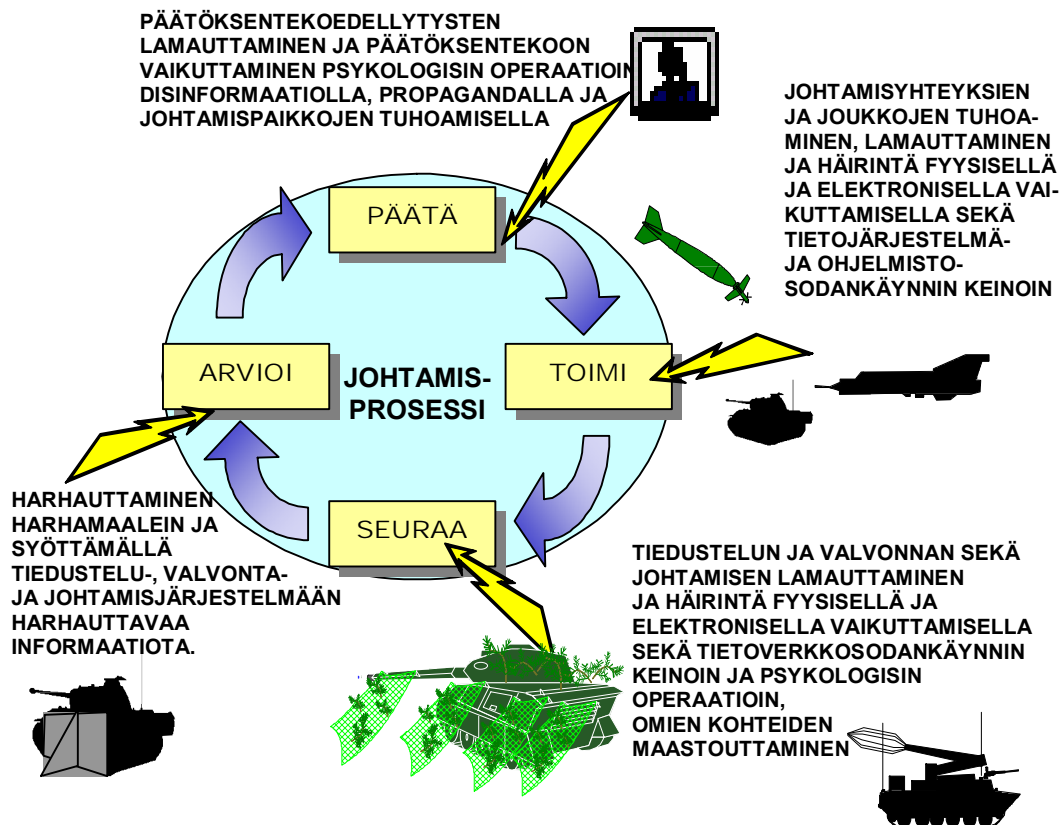 PÄÄTÖKSENTEKOEDELLYTYSTEN
LAMAUTTAMINEN JA PÄÄTÖKSENTEKOON
VAIKUTTAMINEN PSYKOLOGISIN OPERAATIOIN
DISINFORMAATIOLLA, PROPAGANDALLA JA
JOHTAMISPAIKKOJEN TUHOAMISELLA
JOHTAMISYHTEYKSIEN
JA JOUKKOJEN TUHOA-
MINEN, LAMAUTTAMINEN
JA HÄIRINTÄ FYYSISELLÄ
JA ELEKTRONISELLA VAI-
KUTTAMISELLA SEKÄ
TIETOJÄRJESTELMÄ-
JA OHJELMISTO-
SODANKÄYNNIN KEINOIN
PÄÄTÄ
ARVIOI
JOHTAMIS-
PROSESSI
TOIMI
SEURAA
HARHAUTTAMINEN
HARHAMAALEIN JA
SYÖTTÄMÄLLÄ
TIEDUSTELU-, VALVONTA-
JA JOHTAMISJÄRJESTELMÄÄN
HARHAUTTAVAA
INFORMAATIOTA.
TIEDUSTELUN JA VALVONNAN SEKÄ
JOHTAMISEN LAMAUTTAMINEN
JA HÄIRINTÄ FYYSISELLÄ JA
ELEKTRONISELLA VAIKUTTAMISELLA
SEKÄ TIETOVERKKOSODANKÄYNNIN
KEINOIN JA PSYKOLOGISIN
OPERAATIOIN,
OMIEN KOHTEIDEN
MAASTOUTTAMINEN